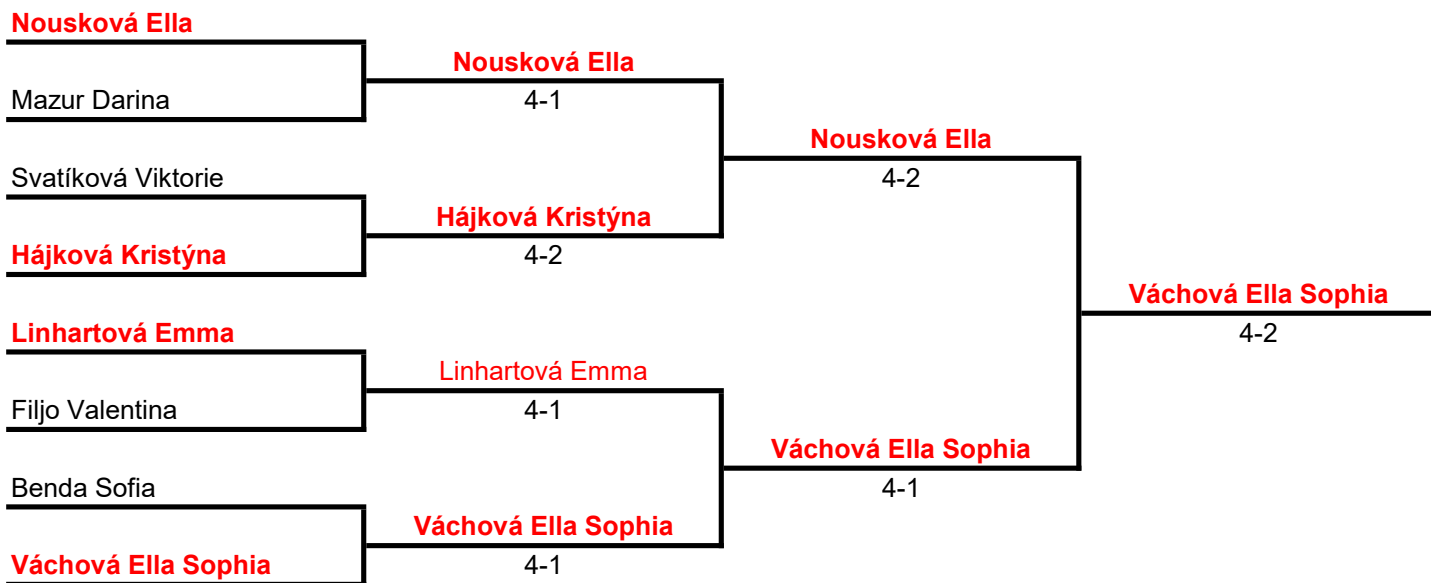 Nousková Ella
Nousková Ella
Mazur Darina
4-1
Nousková Ella
Svatíková Viktorie
4-2
Hájková Kristýna
Hájková Kristýna
4-2
Váchová Ella Sophia
Linhartová Emma
4-2
Linhartová Emma
Filjo Valentina
4-1
Váchová Ella Sophia
Benda Sofia
4-1
Váchová Ella Sophia
Váchová Ella Sophia
4-1